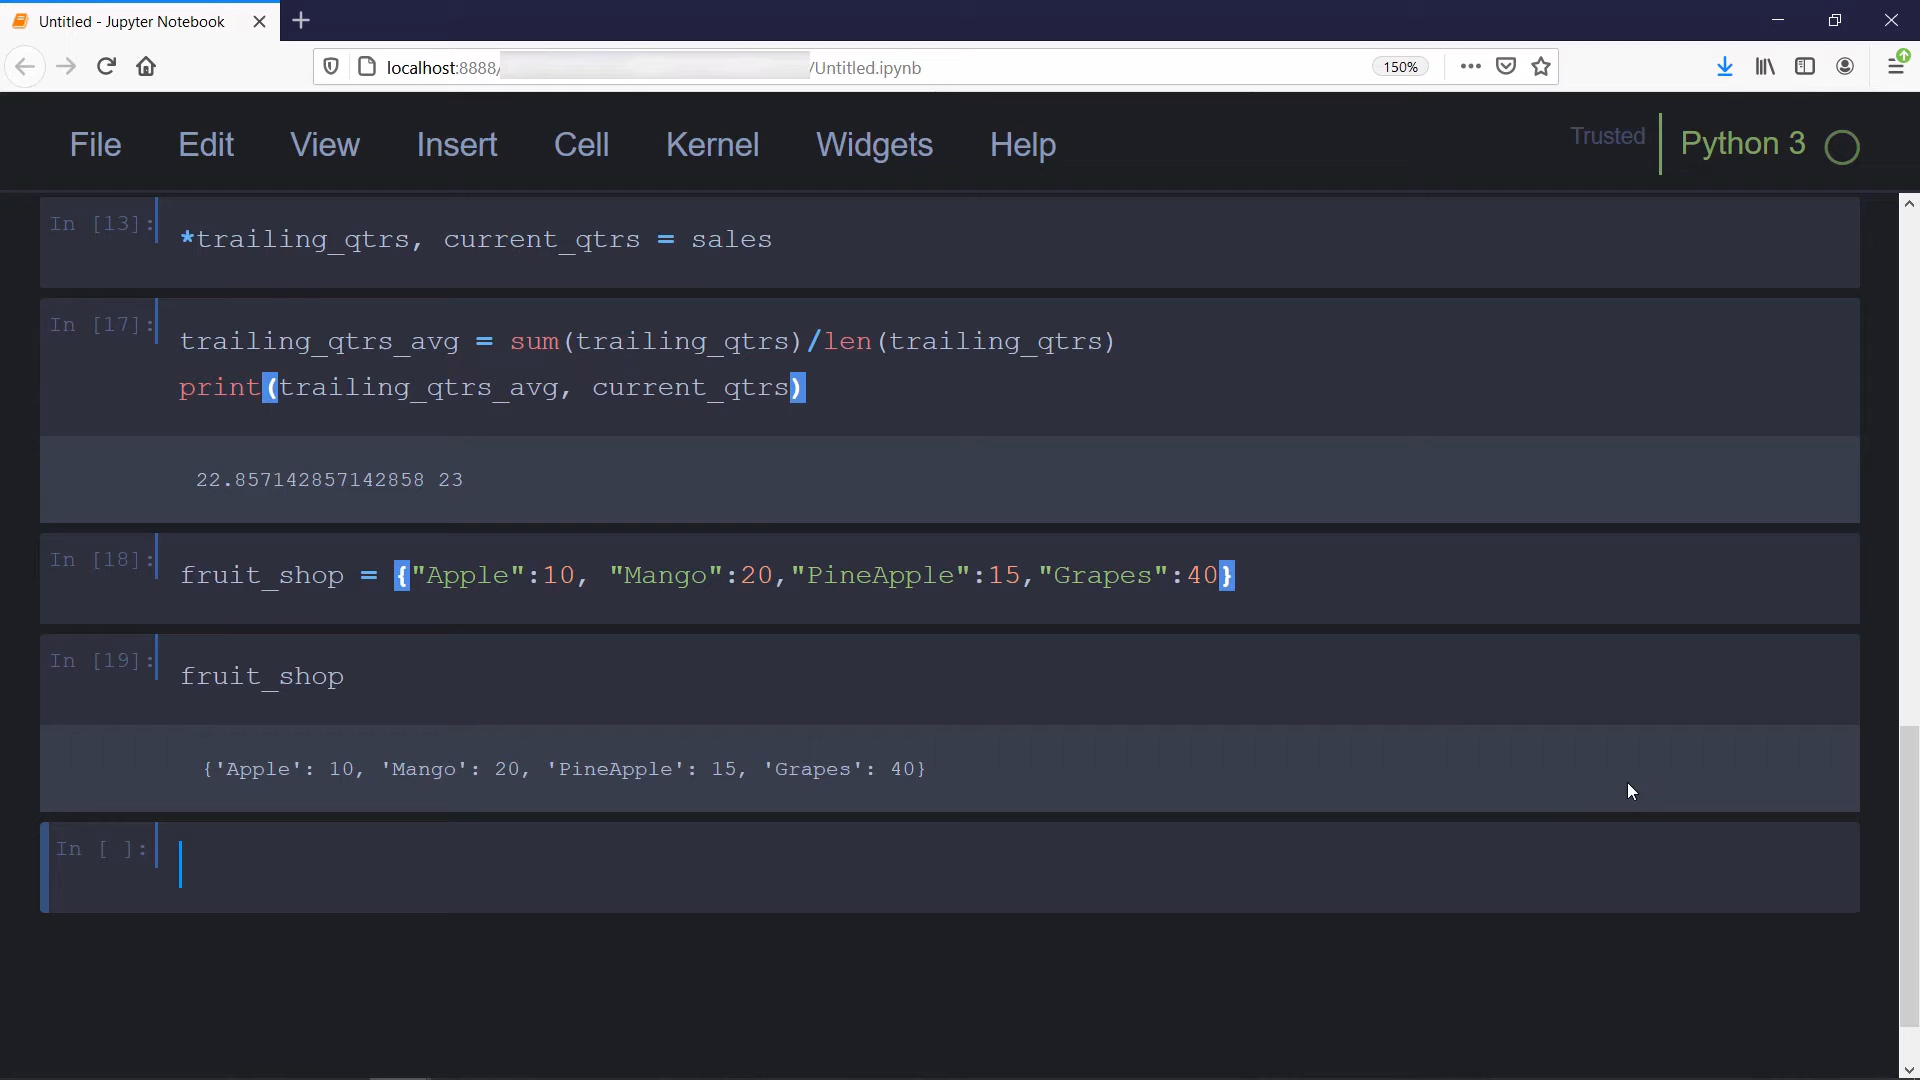 Untitled - Jupyter Notebook
localhost:8888/ /Untitled.ipynb
150%
File Edit View Insert Cell Kernel Widgets Help
Trusted Python 3
In [13]: *trailing_qtrs, current_qtrs = sales
In [17]: trailing_qtrs_avg = sum(trailing_qtrs)/len(trailing_qtrs)
print(trailing_qtrs_avg, current_qtrs)
22.857142857142858 23
In [18]: fruit_shop = {"Apple":10, "Mango":20,"PineApple":15,"Grapes":40}
In [19]: fruit_shop
{'Apple': 10, 'Mango': 20, 'PineApple': 15, 'Grapes': 40}
In [ ]: